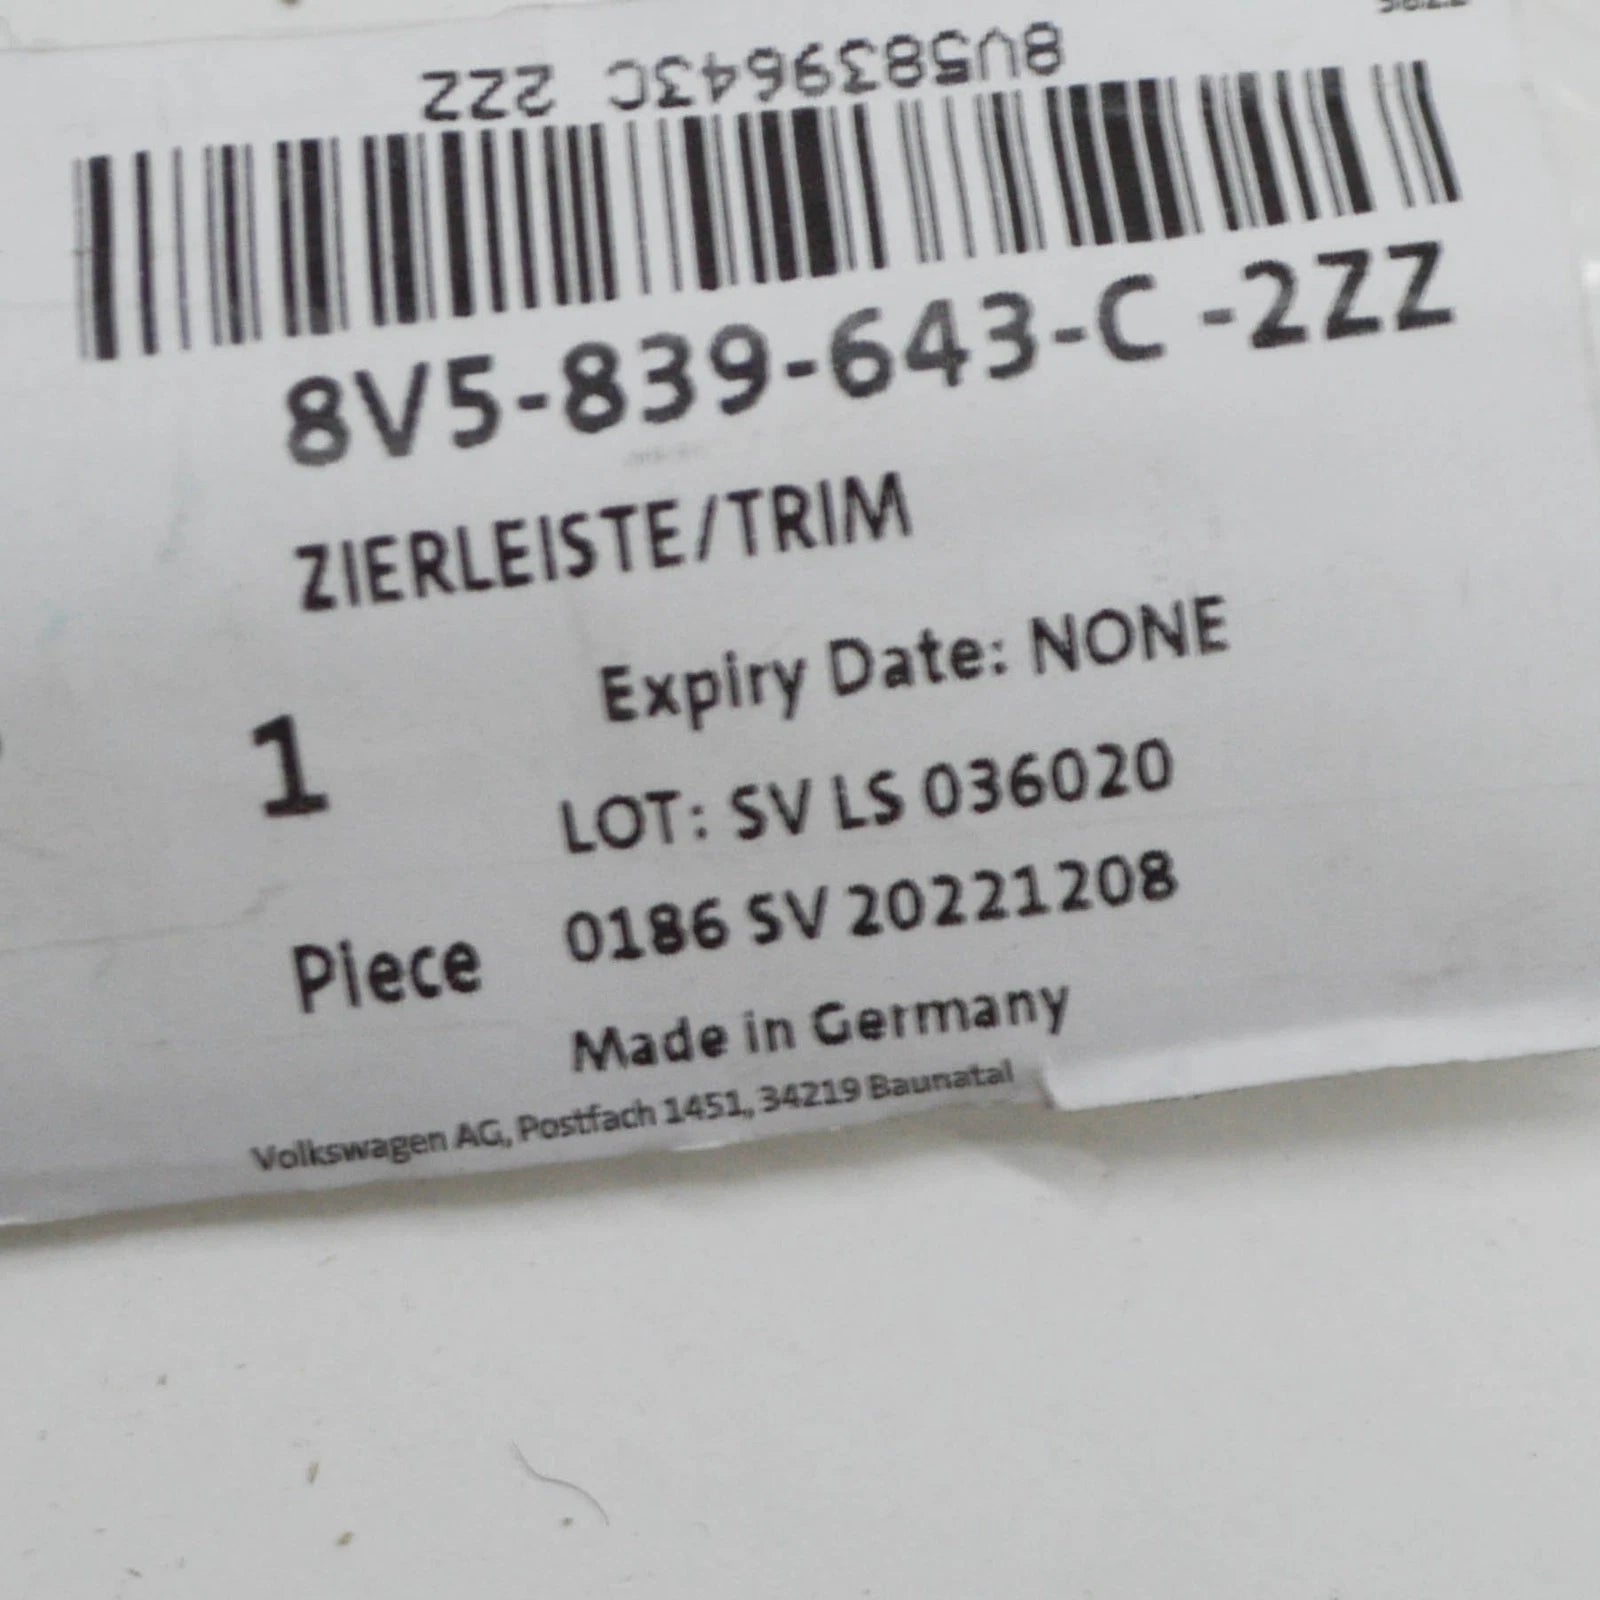 8V5839643C 2ZZ
8V5-839-643-C -2ZZ
ZIERLEISTE/TRIM
Expiry Date: NONE
1
LOT: SV LS 036020
0186 SV 20221208
Piece
Made in Germany
Volkswagen AG, Postfach 1451, 34219 Baunatal